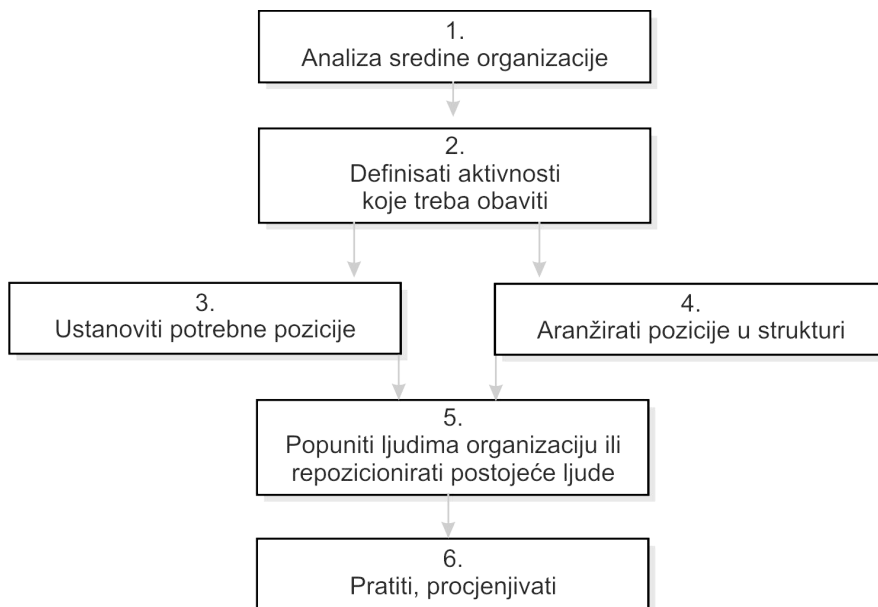 1.
Analiza sredine organizacije
2.
Definisati aktivnosti
koje treba obaviti
3.
Ustanoviti potrebne pozicije
4.
Aranžirati pozicije u strukturi
5.
Popuniti ljudima organizaciju ili
repozicionirati postojeće ljude
6.
Pratiti, procjenjivati